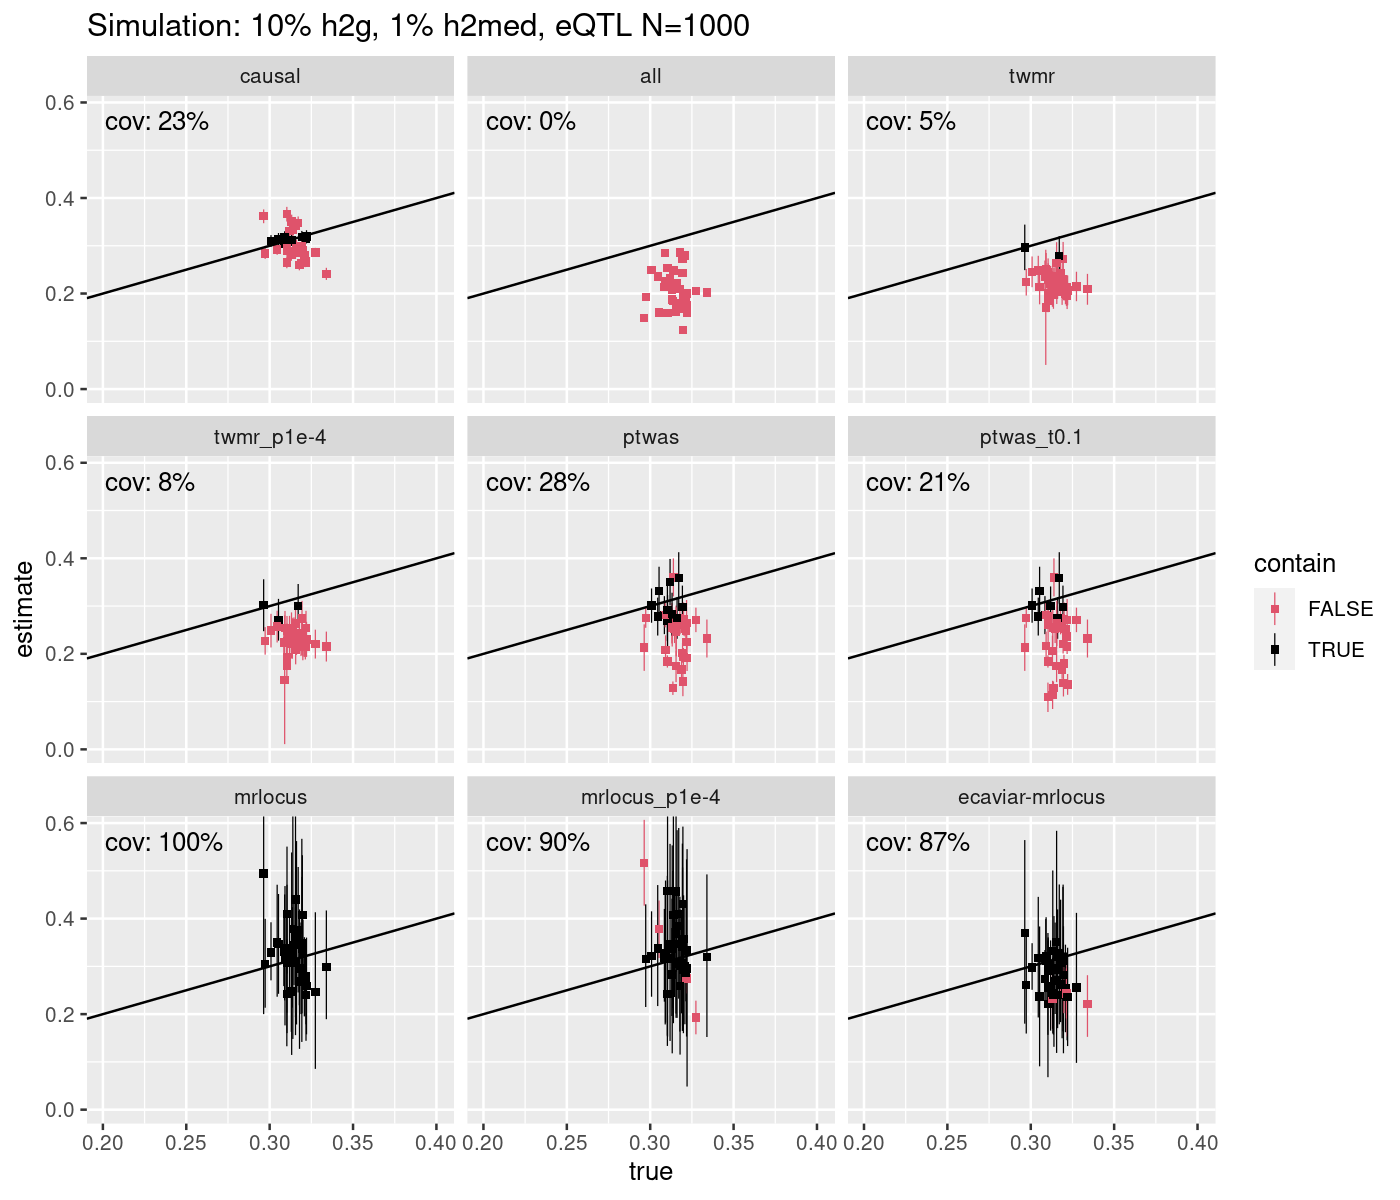 Simulation: 10% h2g, 1% h2med, eQTL N=1000
causal
all
twmr
cov: 23%
cov: 0%
cov: 5%
0.6
0.4
0.2
0.0
twmr_p1e-4
ptwas
ptwas_t0.1
cov: 8%
cov: 28%
cov: 21%
0.6
0.4
0.2
0.0
estimate
contain
FALSE
TRUE
mrlocus
mrlocus_p1e-4
ecaviar-mrlocus
cov: 100%
cov: 90%
cov: 87%
0.6
0.4
0.2
0.0
0.20 0.25 0.30 0.35 0.40
0.20 0.25 0.30 0.35 0.40
0.20 0.25 0.30 0.35 0.40
true